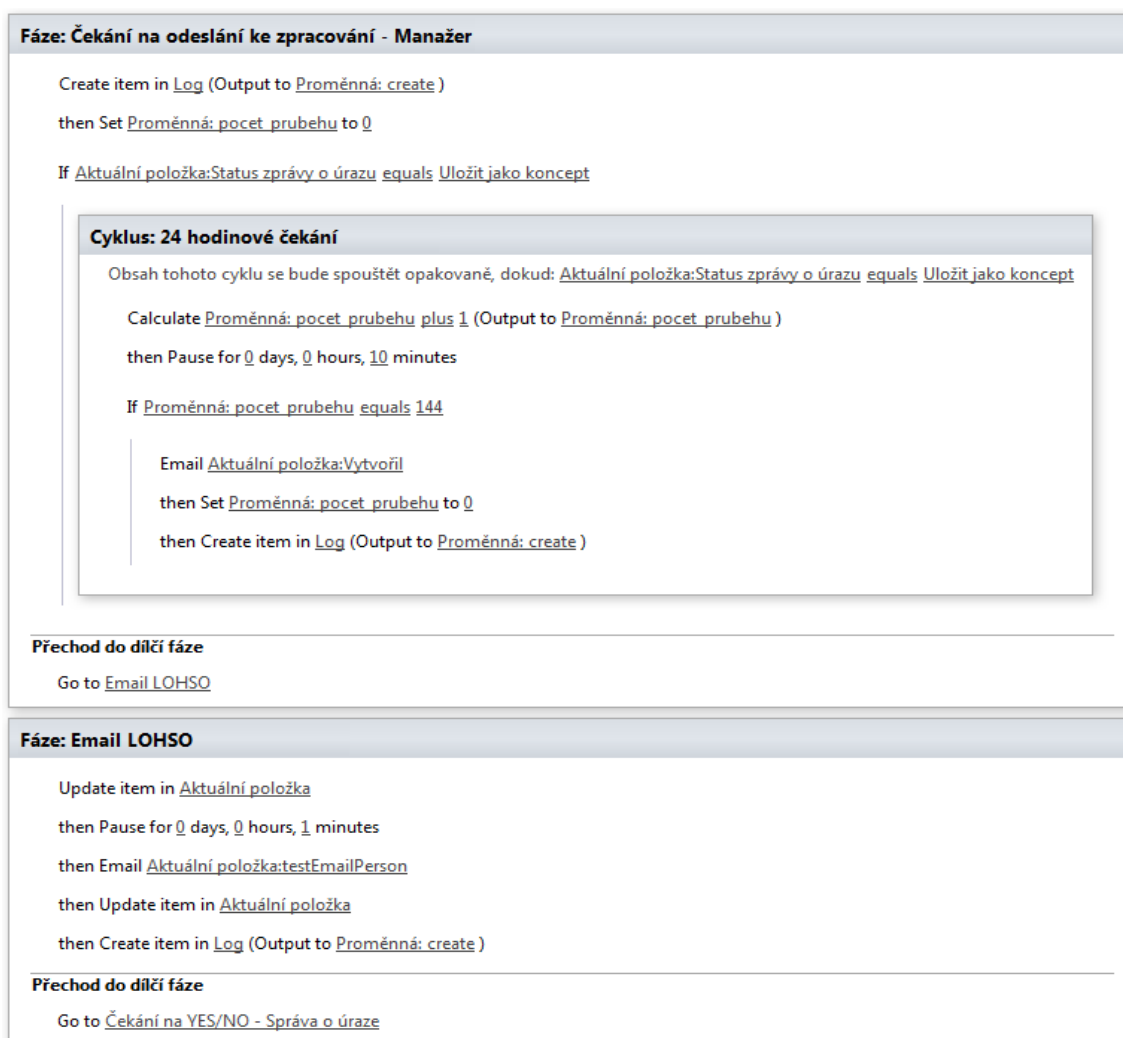 Fáze: Čekání na odeslání ke zpracování - Manažer
Create item in Log (Output to Proměnná: create )
then Set Proměnná: pocet_prubehu to 0
If Aktuální položka:Status zprávy o úrazu equals Uložit jako koncept
Cyklus: 24 hodinové čekání
Obsah tohoto cyklu se bude spouštět opakovaně, dokud: Aktuální položka:Status zprávy o úrazu equals Uložit jako koncept
Calculate Proměnná: pocet_prubehu plus 1 (Output to Proměnná: pocet_prubehu )
then Pause for 0 days, 0 hours, 10 minutes
If Proměnná: pocet_prubehu equals 144
Email Aktuální položka:Vytvořil
then Set Proměnná: pocet_prubehu to 0
then Create item in Log (Output to Proměnná: create )
Přechod do dílčí fáze
Go to Email LOHSO
Fáze: Email LOHSO
Update item in Aktuální položka
then Pause for 0 days, 0 hours, 1 minutes
then Email Aktuální položka:testEmailPerson
then Update item in Aktuální položka
then Create item in Log (Output to Proměnná: create )
Přechod do dílčí fáze
Go to Čekání na YES/NO - Správa o úraze